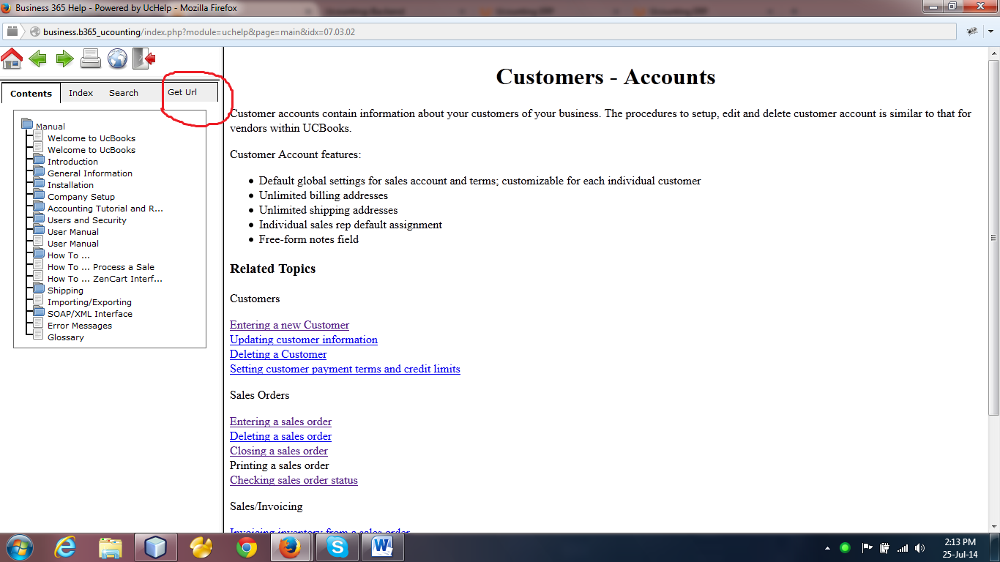 Business 365 Help - Powered by UcHelp - Mozilla Firefox
business.b365_ucounting/index.php?module=uchelp&page=main&idx=07.03.02
Contents Index Search Get Url
Manual
Welcome to UcBooks
Welcome to UcBooks
Introduction
General Information
Installation
Company Setup
Accounting Tutorial and R...
Users and Security
User Manual
User Manual
How To ...
How To ... Process a Sale
How To ... ZenCart Interf...
Shipping
Importing/Exporting
SOAP/XML Interface
Error Messages
Glossary
Customers - Accounts
Customer accounts contain information about your customers of your business. The procedures to setup, edit and delete customer account is similar to that for
vendors within UCBooks.
Customer Account features:
Default global settings for sales account and terms; customizable for each individual customer
Unlimited billing addresses
Unlimited shipping addresses
Individual sales rep default assignment
Free-form notes field
Related Topics
Customers
Entering a new Customer
Updating customer information
Deleting a Customer
Setting customer payment terms and credit limits
Sales Orders
Entering a sales order
Deleting a sales order
Closing a sales order
Printing a sales order
Checking sales order status
Sales/Invoicing
Invoicing inventory from a sales order
2:13 PM
25-Jul-14